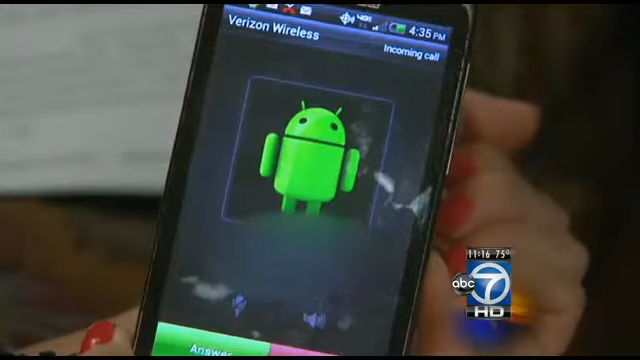 4:35 PM
Verizon Wireless
Incoming call
11:16 75°
abc 7
HD
Answer